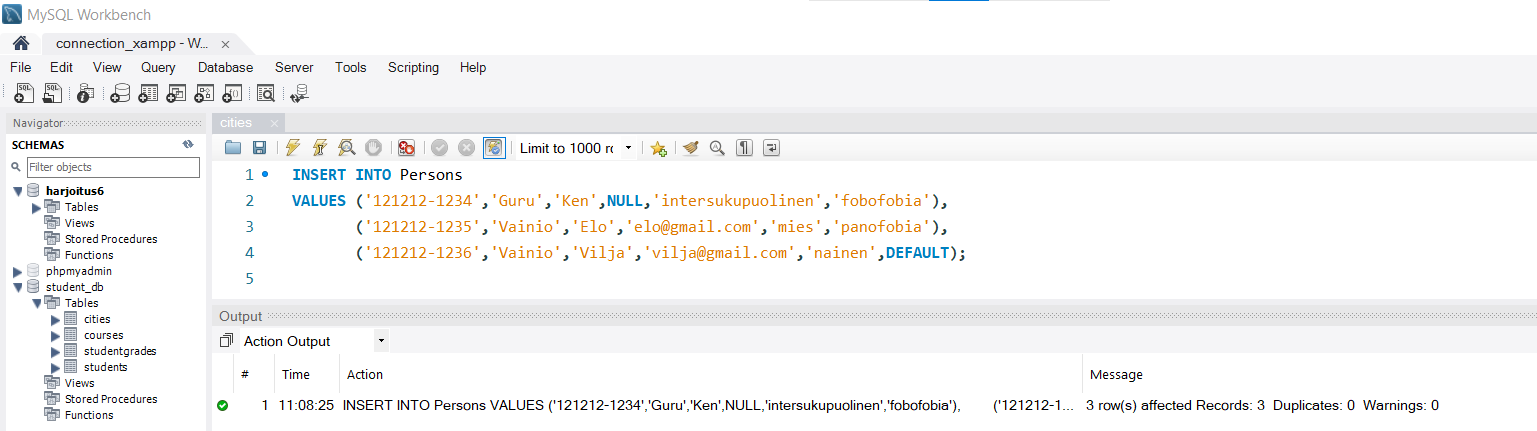 MySQL Workbench
connection_xampp - W... ×
File Edit View Query Database Server Tools Scripting Help
Navigator
cities ×
SCHEMAS
Limit to 1000 rc
Filter objects
1 INSERT INTO Persons
harjoitus6
2 VALUES ('121212-1234','Guru','Ken',NULL,'intersukupuolinen','fobofobia'),
Tables
Views
3 ('121212-1235','Vainio','Elo','elo@gmail.com','mies','panofobia'),
Stored Procedures
4 ('121212-1236','Vainio','Vilja','vilja@gmail.com','nainen',DEFAULT);
Functions
phpmyadmin
5
student_db
Tables
Output
cities
courses
Action Output
studentgrades
students
# Time Action Message
Views
Stored Procedures
1 11:08:25 INSERT INTO Persons VALUES ('121212-1234','Guru','Ken',NULL,'intersukupuolinen','fobofobia'), ('121212-1... 3 row(s) affected Records: 3 Duplicates: 0 Warnings: 0
Functions